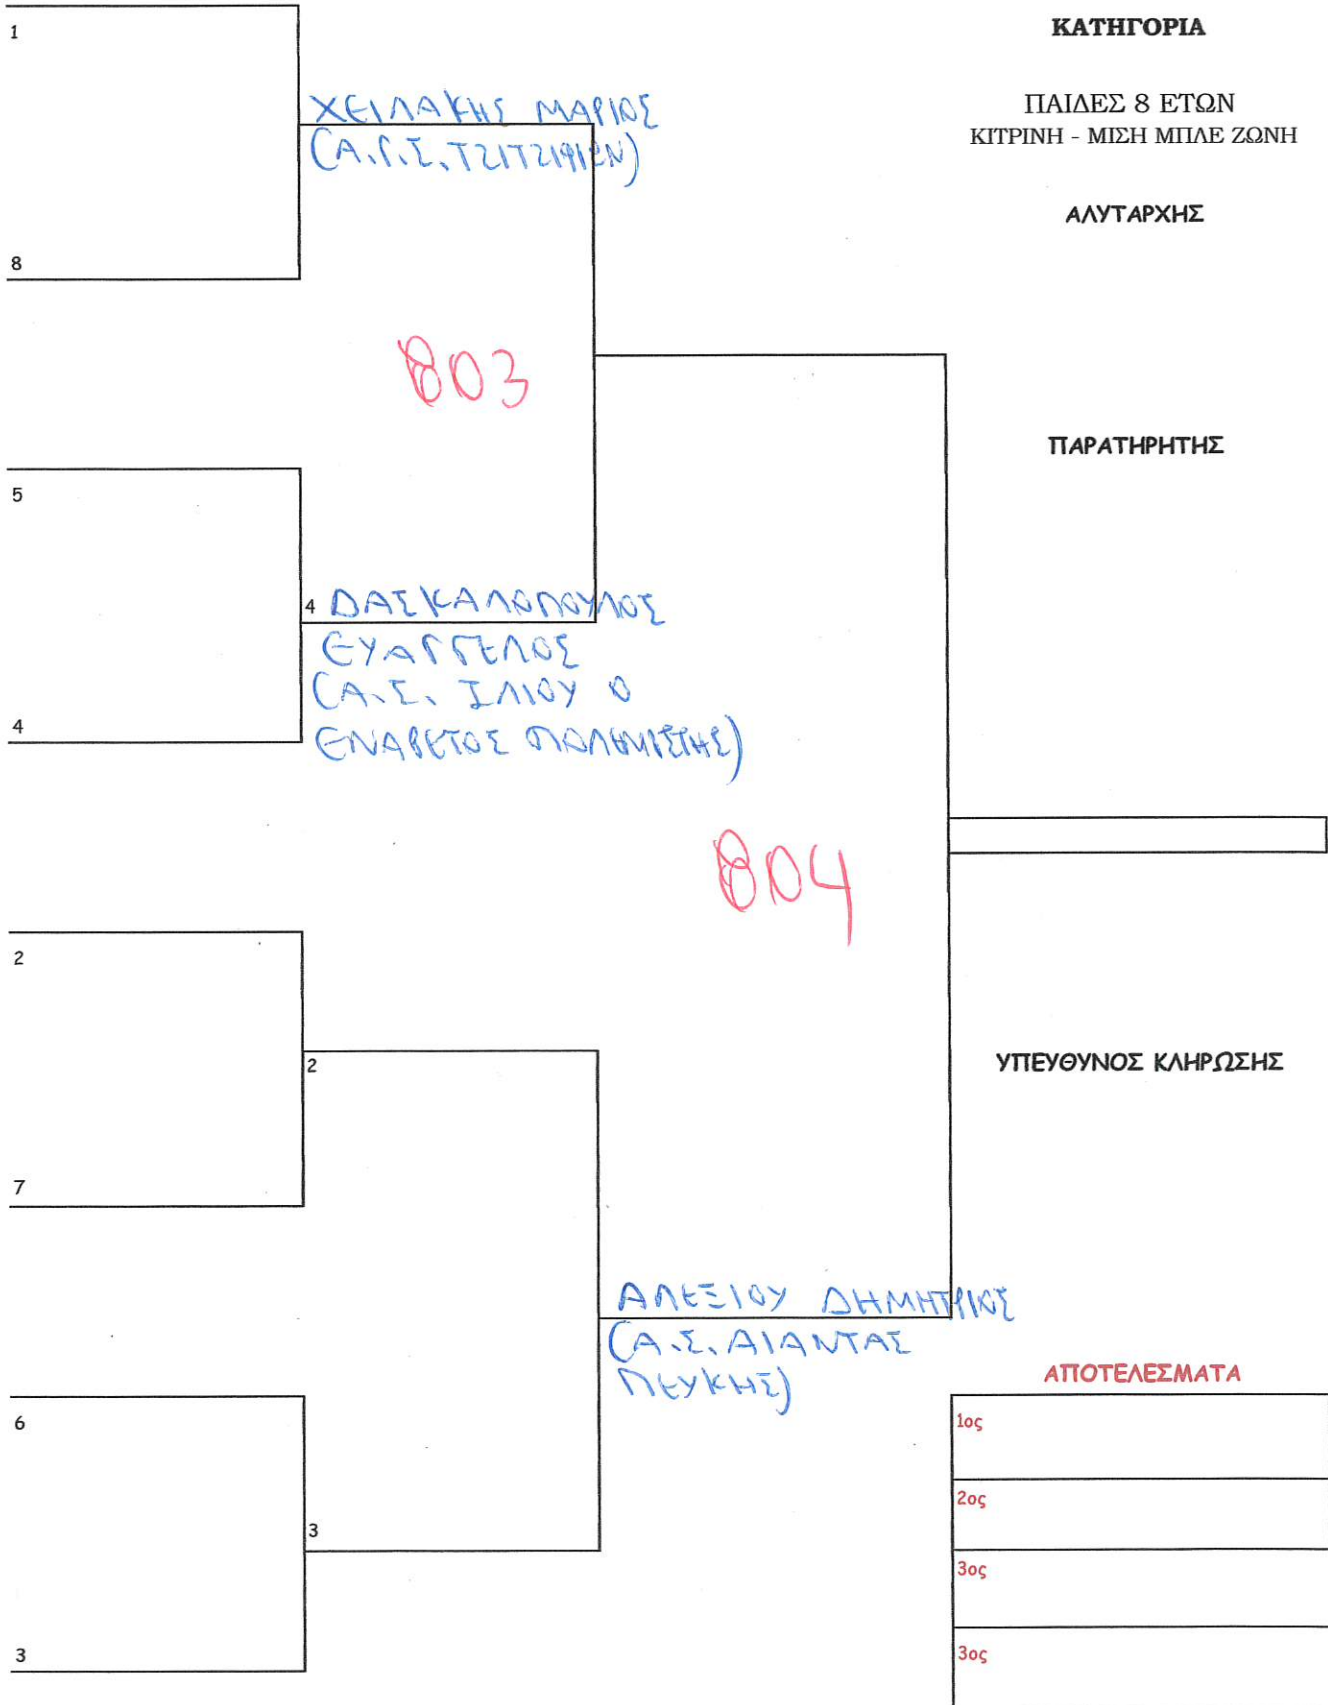 1
ΚΑΤΗΓΟΡΙΑ
ΧΕΙΛΑΚΗΣ ΜΑΡΙΟΣ
(Α.Γ.Σ. ΤΖΙΤΖΙΦΙΩΝ)
ΠΑΙΔΕΣ 8 ΕΤΩΝ
ΚΙΤΡΙΝΗ - ΜΙΣΗ ΜΠΛΕ ΖΩΝΗ
ΑΛΥΤΑΡΧΗΣ
8
803
ΠΑΡΑΤΗΡΗΤΗΣ
5
4 ΔΑΣΚΑΛΟΠΟΥΛΟΣ
ΕΥΑΓΓΕΛΟΣ
(Α.Σ. ΙΛΙΟΥ Ο
ΕΝΑΡΕΤΟΣ ΠΟΛΕΜΙΣΤΗΣ)
4
804
2
2
ΥΠΕΥΘΥΝΟΣ ΚΛΗΡΩΣΗΣ
7
ΑΛΕΞΙΟΥ ΔΗΜΗΤΡΙΟΣ
(Α.Σ. ΑΙΑΝΤΑΣ
ΠΕΥΚΗΣ)
ΑΠΟΤΕΛΕΣΜΑΤΑ
6
1ος
2ος
3
3ος
3
3ος